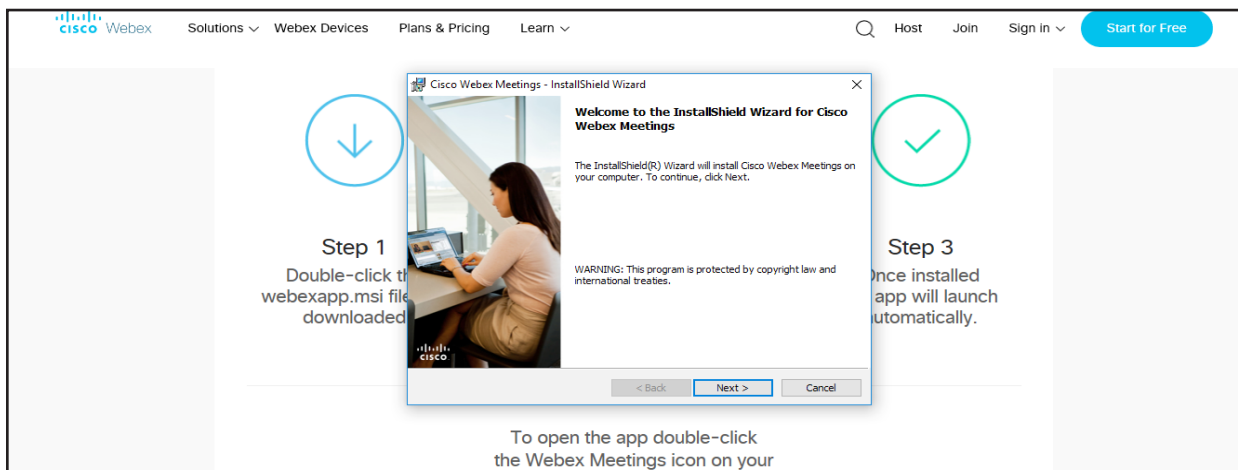 CISCO Webex
Solutions Webex Devices Plans & Pricing Learn Host Join Sign in Start for Free
Cisco Webex Meetings - InstallShield Wizard
Welcome to the InstallShield Wizard for Cisco
Webex Meetings
The InstallShield(R) Wizard will install Cisco Webex Meetings on
your computer. To continue, click Next.
WARNING: This program is protected by copyright law and
international treaties.
CISCO.
< Back Next > Cancel
Step 1
Double-click
webexapp.msi
downloaded
Step 3
installed
app will launch
To open the app double-click
the Webex Meetings icon on your